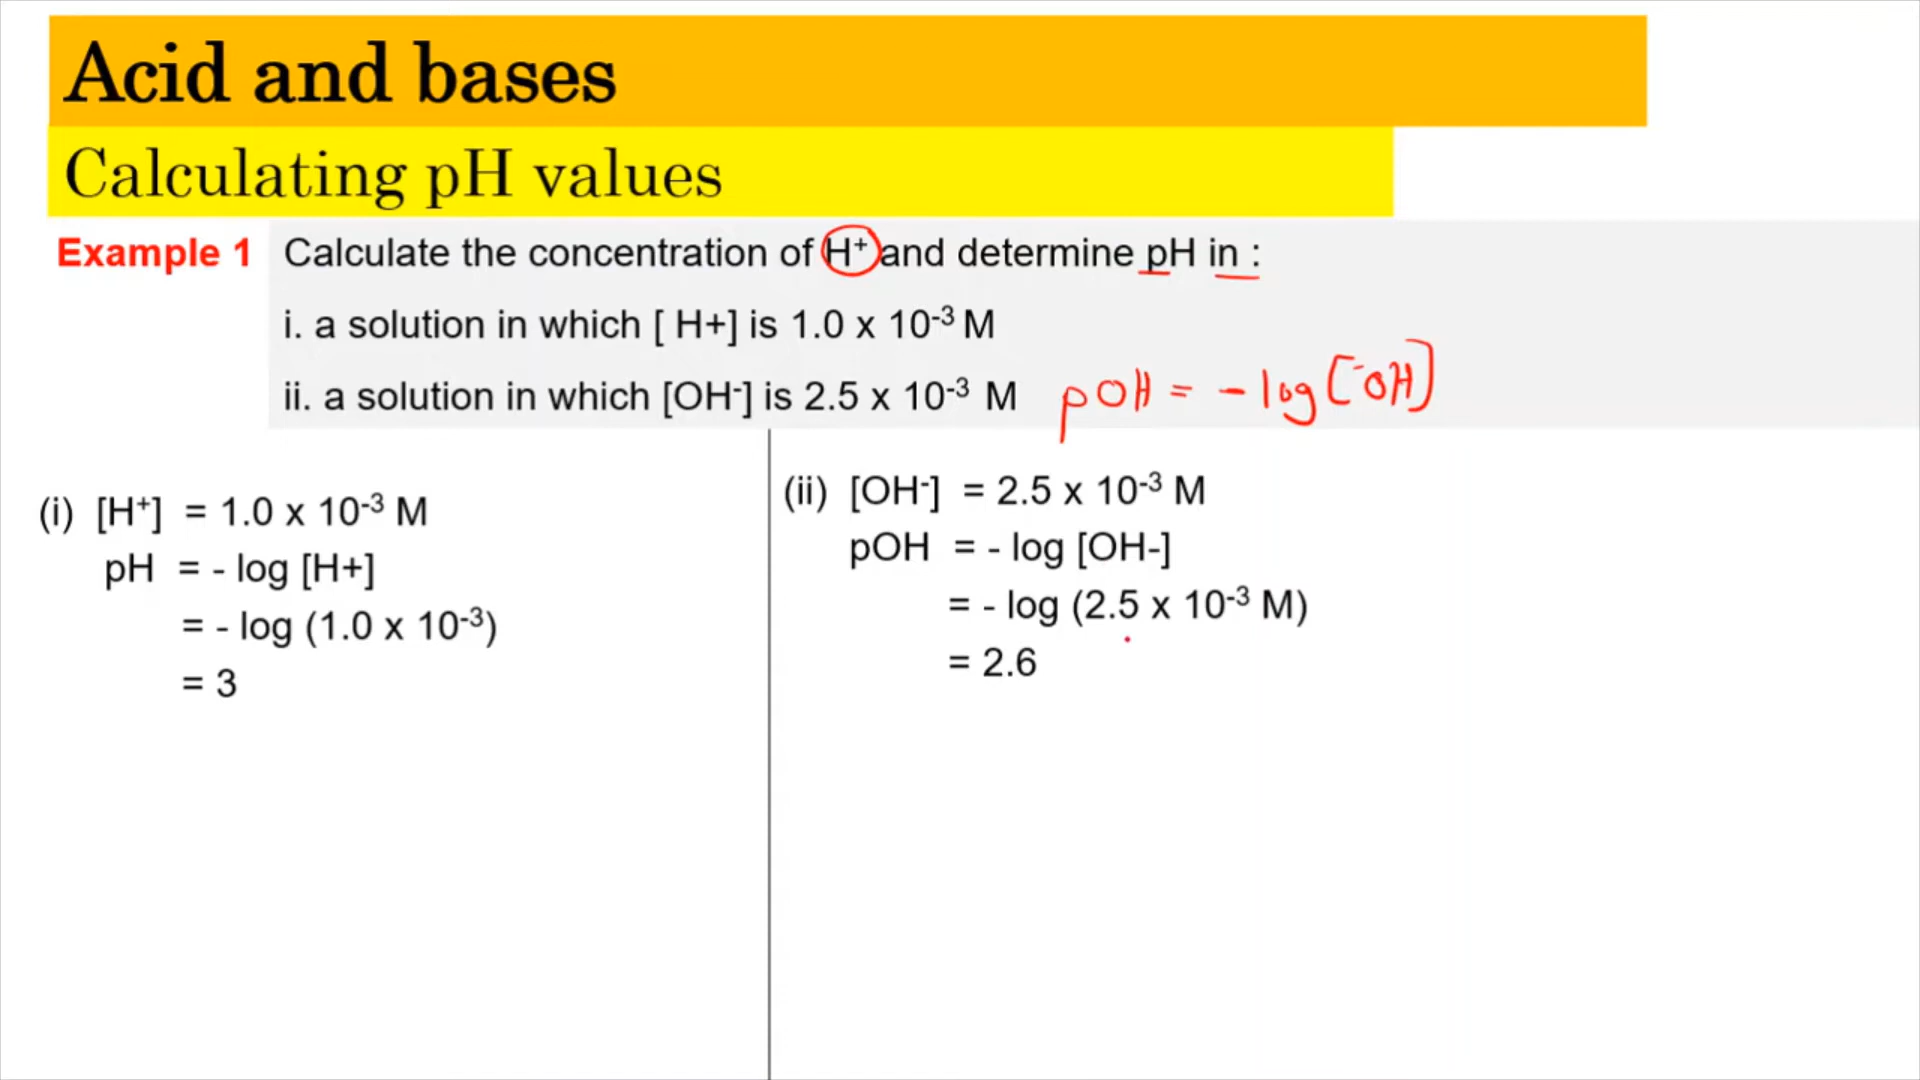 Acid and bases
Calculating pH values
Example 1 Calculate the concentration of H⁺ and determine pH in :
i. a solution in which [ H+] is 1.0 x 10⁻³ M
ii. a solution in which [OH⁻] is 2.5 x 10⁻³ M pOH = - log [⁻OH]
(i) [H⁺] = 1.0 x 10⁻³ M
pH = - log [H+]
= - log (1.0 x 10⁻³)
= 3
(ii) [OH⁻] = 2.5 x 10⁻³ M
pOH = - log [OH-]
= - log (2.5 x 10⁻³ M)
= 2.6